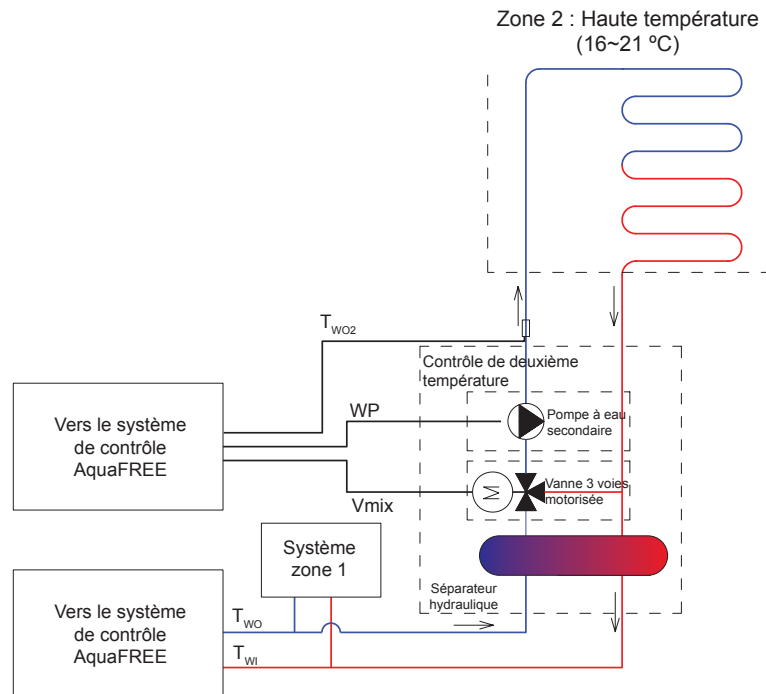 Zone 2 : Haute température
(16~21 ºC)
TWO2
Contrôle de deuxième
température
Vers le système
de contrôle
AquaFREE
WP
Pompe à eau
secondaire
Vmix
M
Vanne 3 voies
motorisée
Système
zone 1
Séparateur
hydraulique
Vers le système
de contrôle
AquaFREE
TWO
TWI